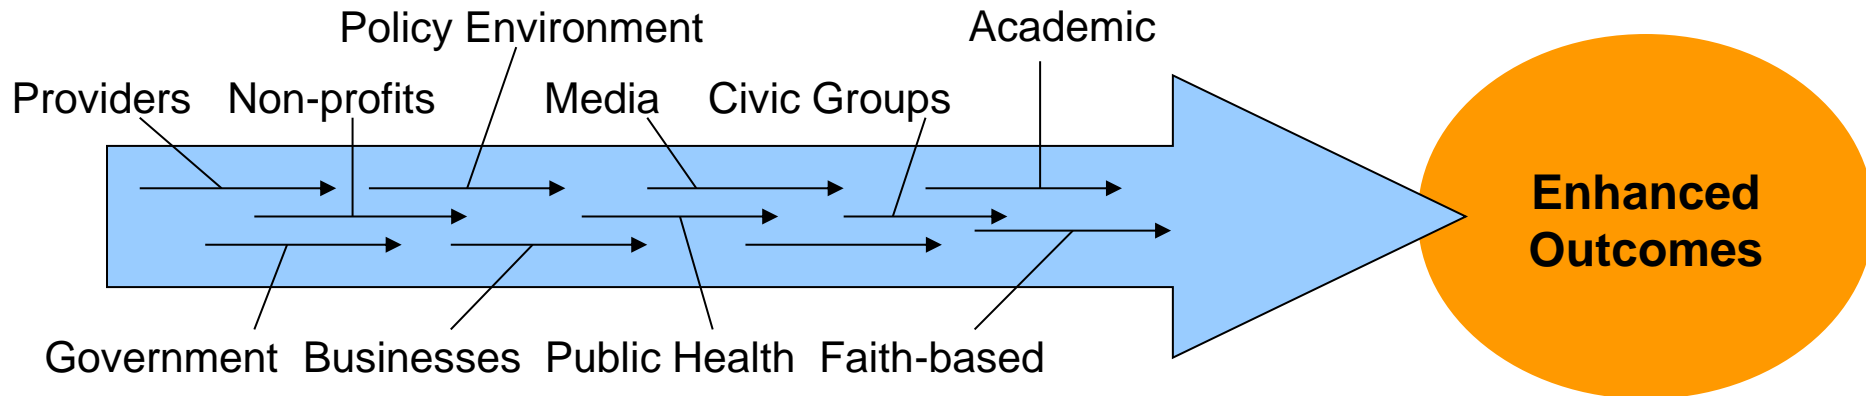 Policy Environment
Academic
Providers
Non-profits
Media
Civic Groups
Enhanced
Outcomes
Government
Businesses
Public Health
Faith-based